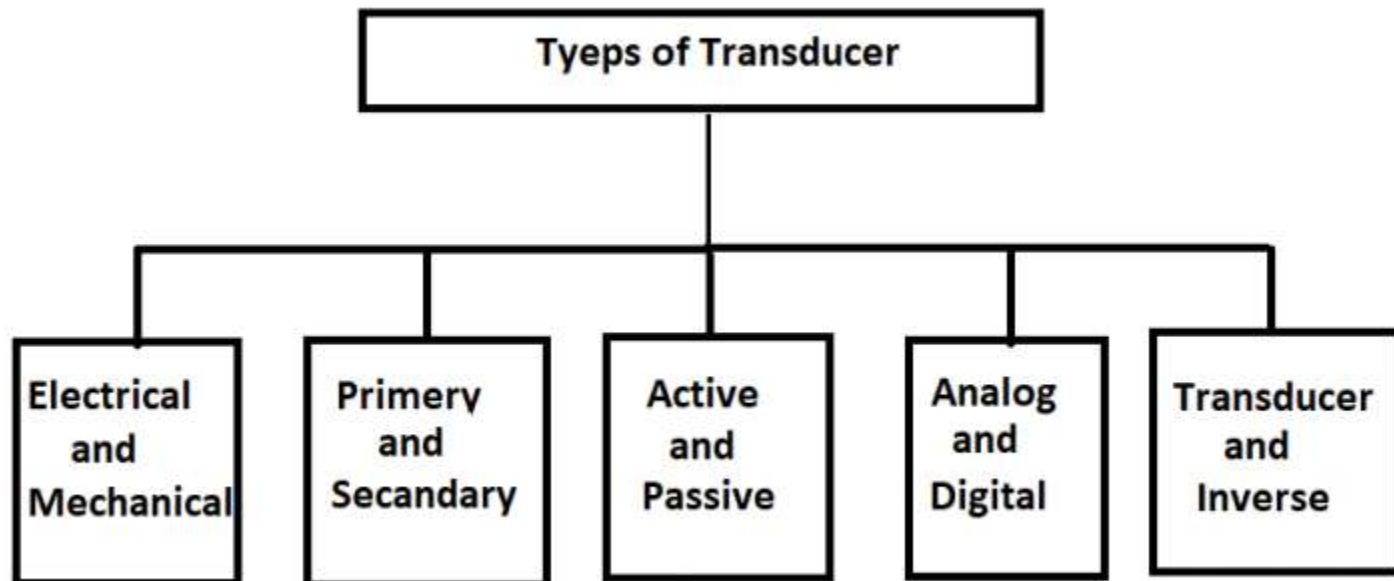 Tyeps of Transducer
Electrical
and
Mechanical
Primery
and
Secandary
Active
and
Passive
Analog
and
Digital
Transducer
and
Inverse